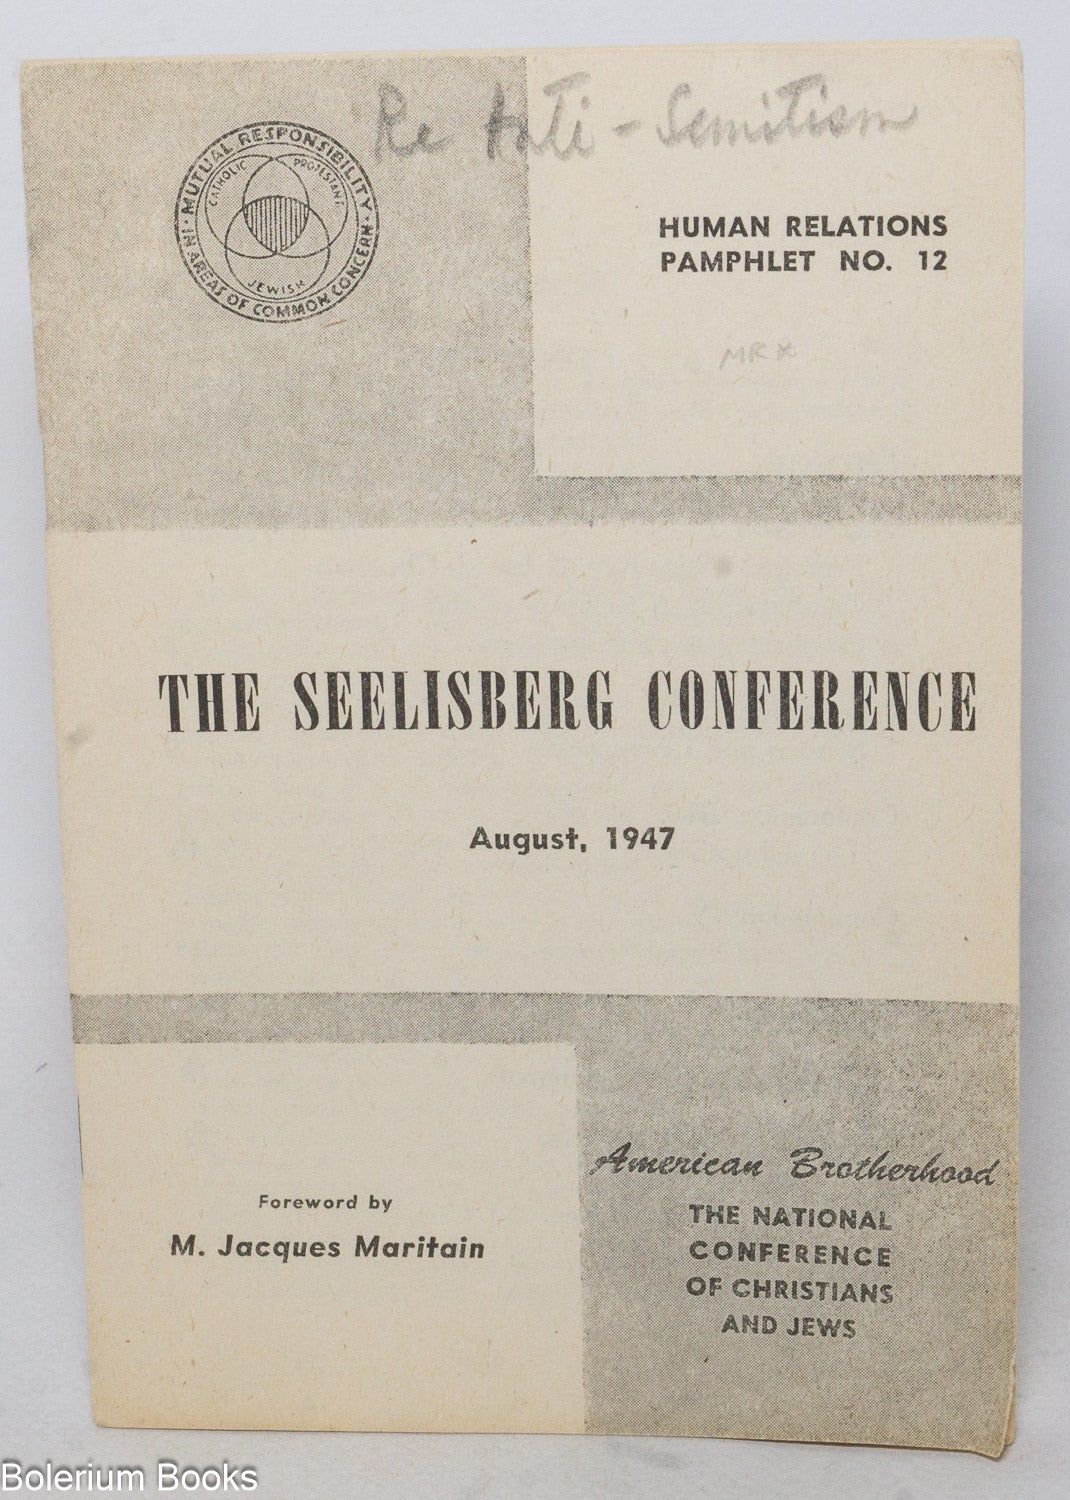 Re Anti-Semitism
MUTUAL RESPONSIBILITY
IN AREAS OF COMMON CONCERN
CATHOLIC
PROTESTANT
JEWISH
HUMAN RELATIONS
PAMPHLET NO. 12
THE SEELISBERG CONFERENCE
August, 1947
Foreword by
M. Jacques Maritain
American Brotherhood
THE NATIONAL
CONFERENCE
OF CHRISTIANS
AND JEWS
Bolerium Books